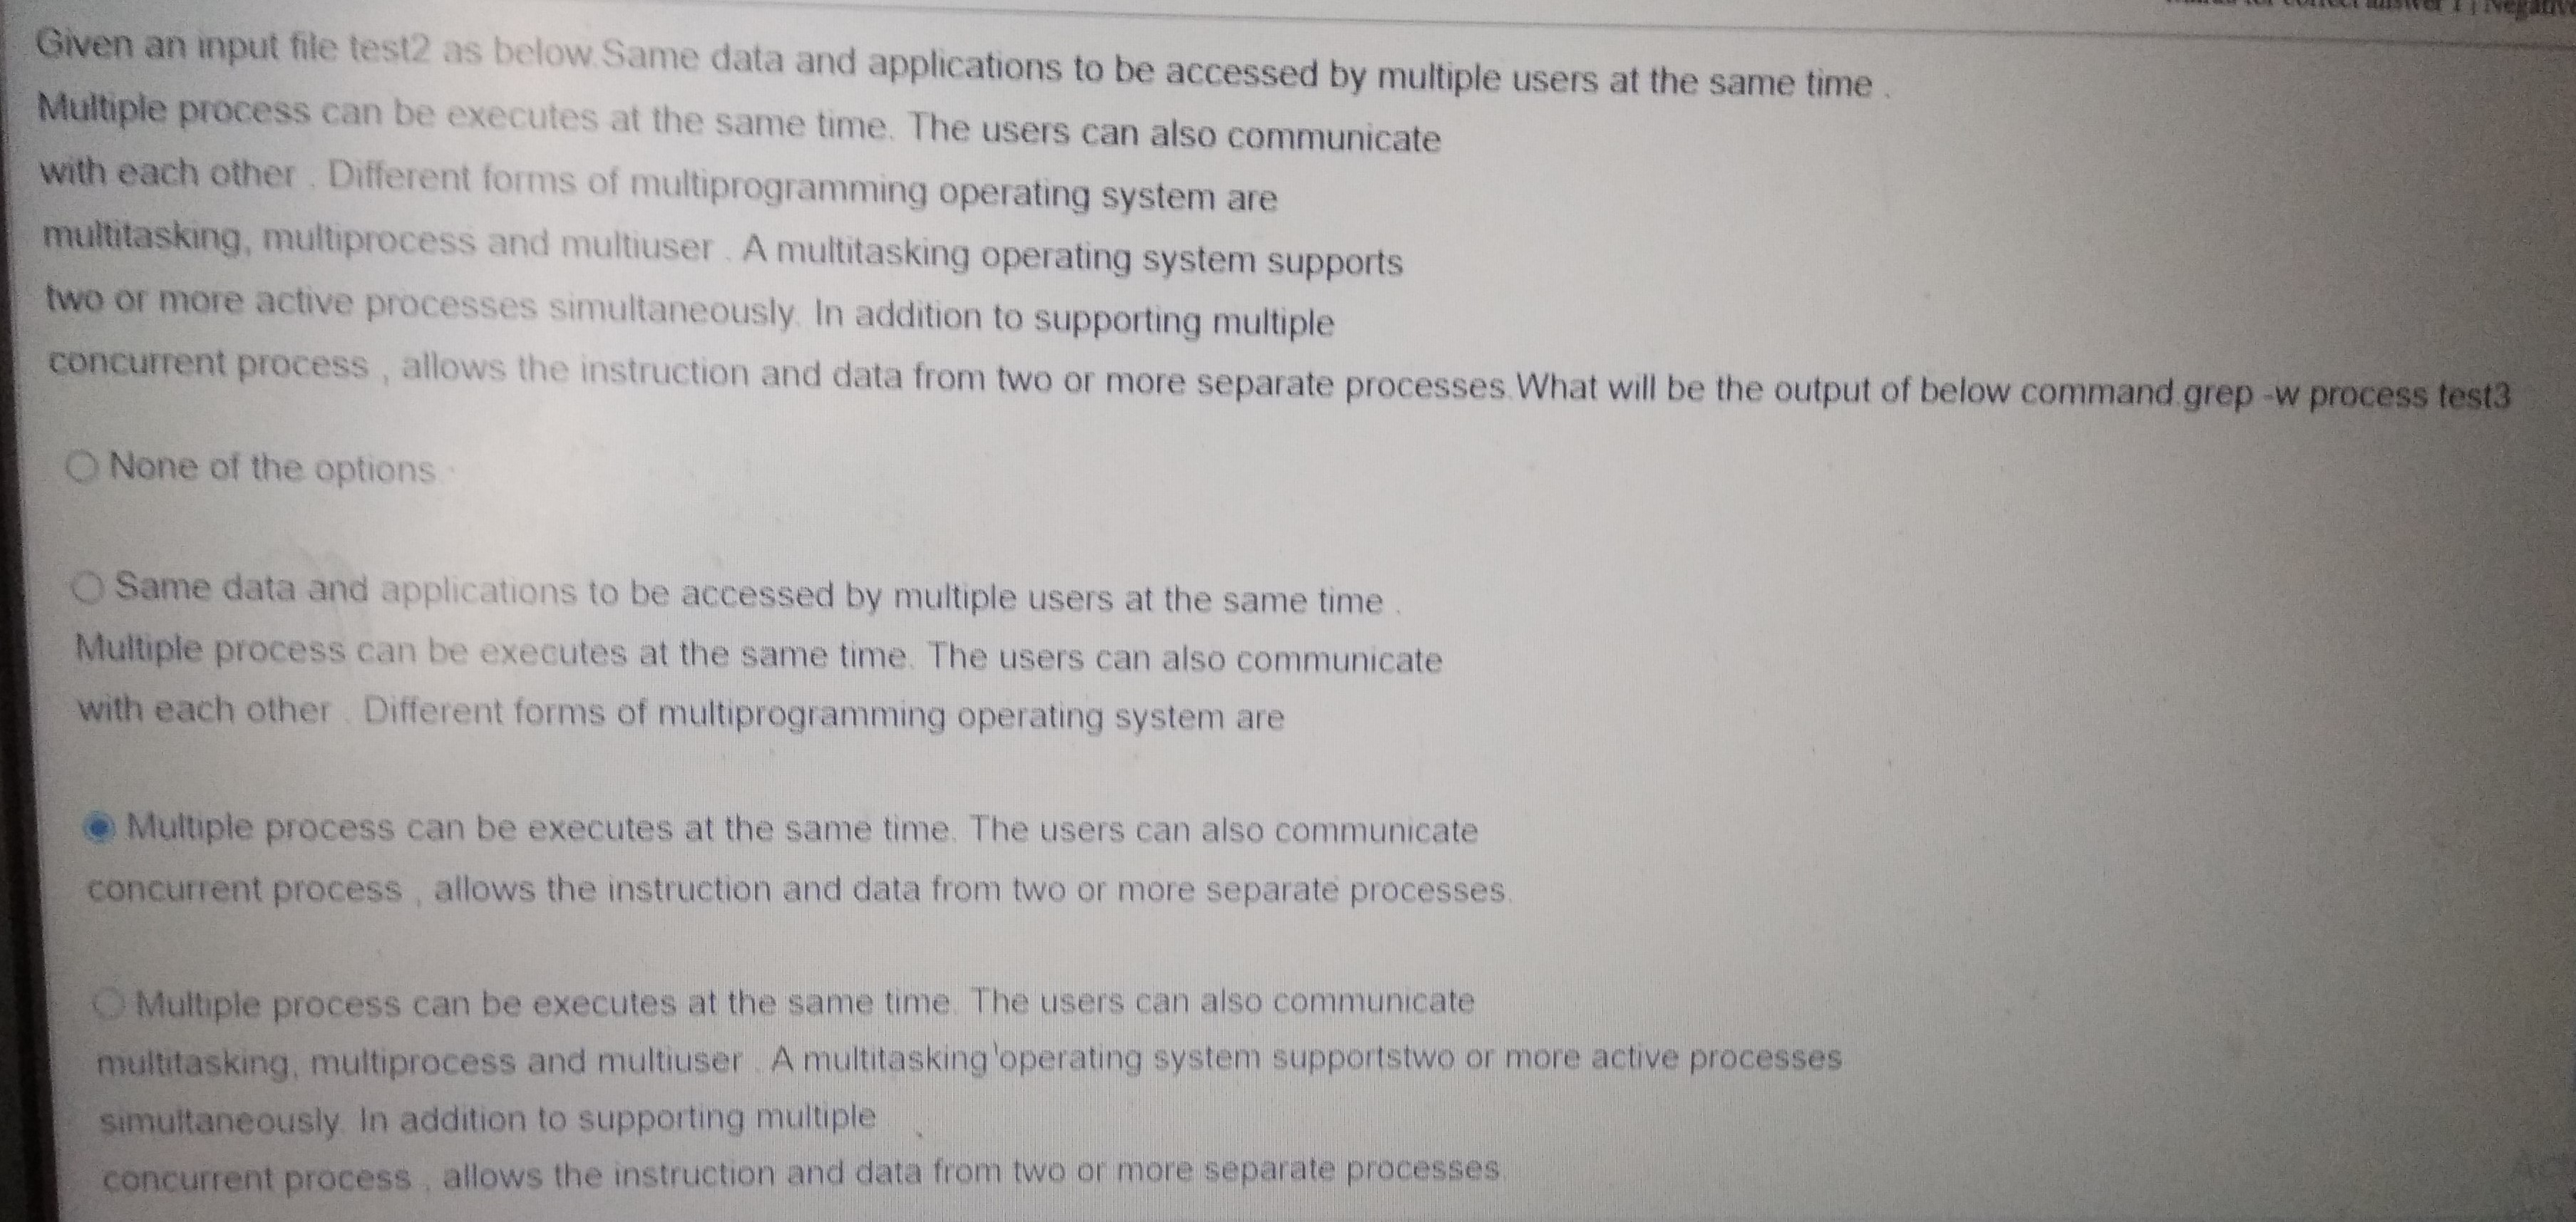 answer 1 | Negative
Given an input file test2 as below.Same data and applications to be accessed by multiple users at the same time .
Multiple process can be executes at the same time. The users can also communicate
with each other . Different forms of multiprogramming operating system are
multitasking, multiprocess and multiuser . A multitasking operating system supports
two or more active processes simultaneously. In addition to supporting multiple
concurrent process , allows the instruction and data from two or more separate processes.What will be the output of below command.grep -w process test3
None of the options
Same data and applications to be accessed by multiple users at the same time .
Multiple process can be executes at the same time. The users can also communicate
with each other . Different forms of multiprogramming operating system are
Multiple process can be executes at the same time. The users can also communicate
concurrent process , allows the instruction and data from two or more separate processes.
Multiple process can be executes at the same time. The users can also communicate
multitasking, multiprocess and multiuser . A multitasking operating system supportstwo or more active processes
simultaneously. In addition to supporting multiple
concurrent process , allows the instruction and data from two or more separate processes.